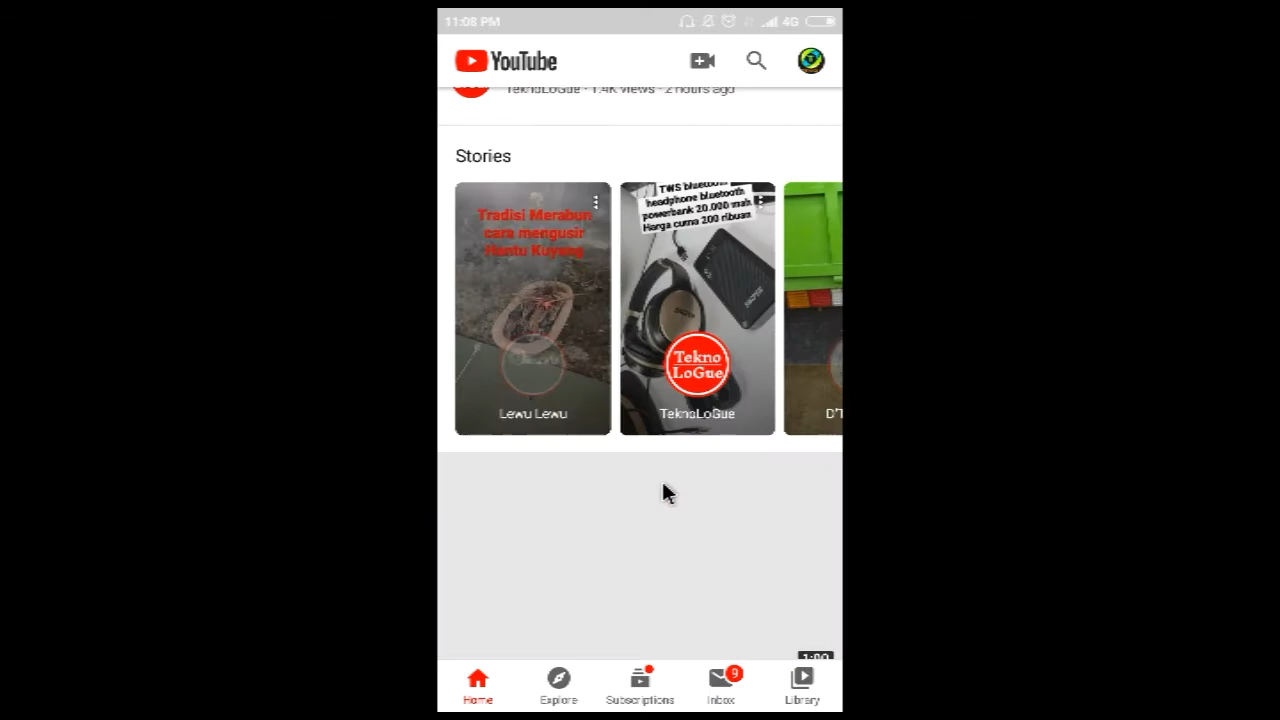 11:08 PM
4G
YouTube
TeknoLoGue · 1.4K views · 2 hours ago
Stories
Tradisi Merabun
cara mengusir
Hantu Kuyang
Lewu Lewu
TWS bluetooth
headphone bluetooth
powerbank 20.000 mah
Harga cuma 200 ribuan
Tekno
LoGue
TeknoLoGue
D'T
1:00
Home
Explore
Subscriptions
9
Inbox
Library